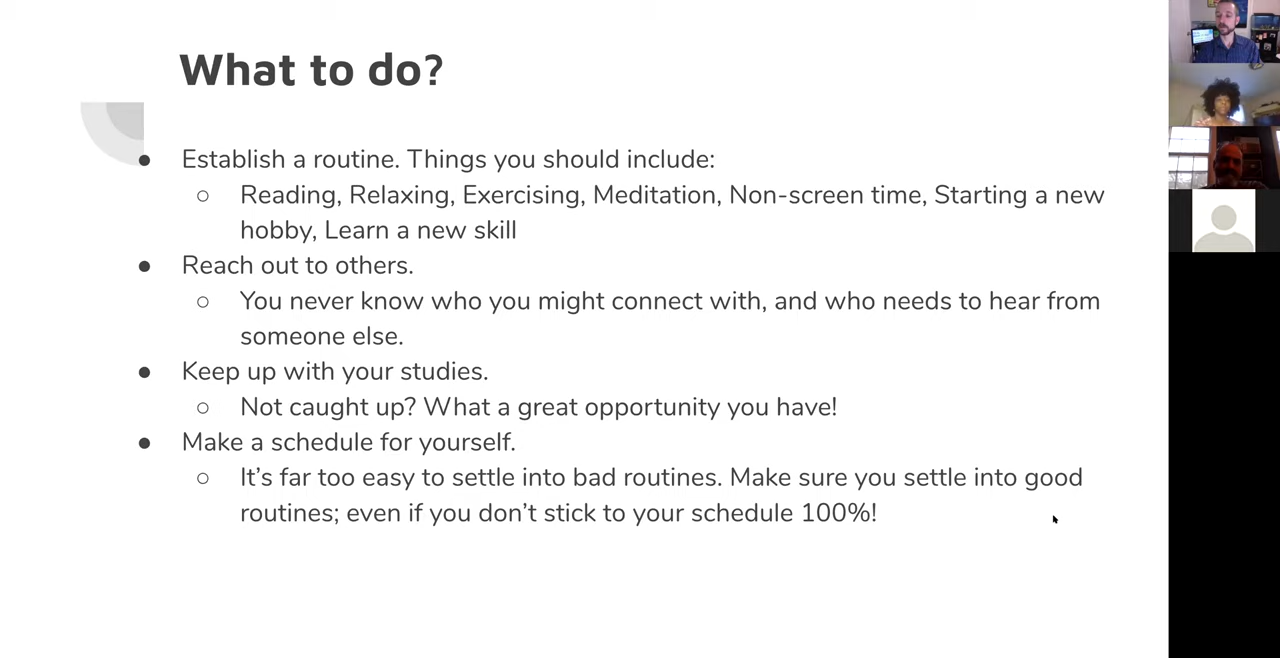 What to do?
● Establish a routine. Things you should include:
○ Reading, Relaxing, Exercising, Meditation, Non-screen time, Starting a new
hobby, Learn a new skill
● Reach out to others.
○ You never know who you might connect with, and who needs to hear from
someone else.
● Keep up with your studies.
○ Not caught up? What a great opportunity you have!
● Make a schedule for yourself.
○ It’s far too easy to settle into bad routines. Make sure you settle into good
routines; even if you don’t stick to your schedule 100%!